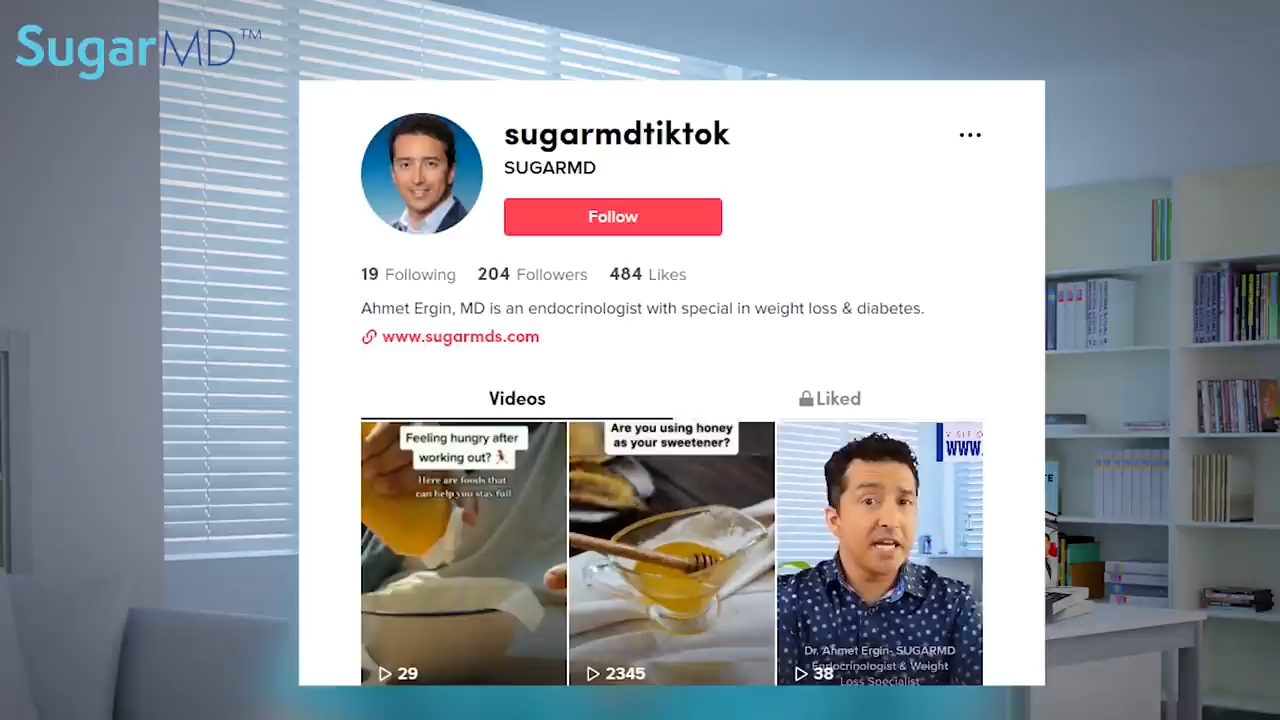 SugarMD™
sugarmdtiktok
SUGARMD
Follow
19 Following 204 Followers 484 Likes
Ahmet Ergin, MD is an endocrinologist with special in weight loss & diabetes.
www.sugarmds.com
Videos
Liked
Feeling hungry after
working out?
Here are foods that
can help you stay full
29
Are you using honey
as your sweetener?
2345
VISIT O
WWW.
Dr. Ahmet Ergin- SUGARMD
Endocrinologist & Weight
Loss Specialist
38